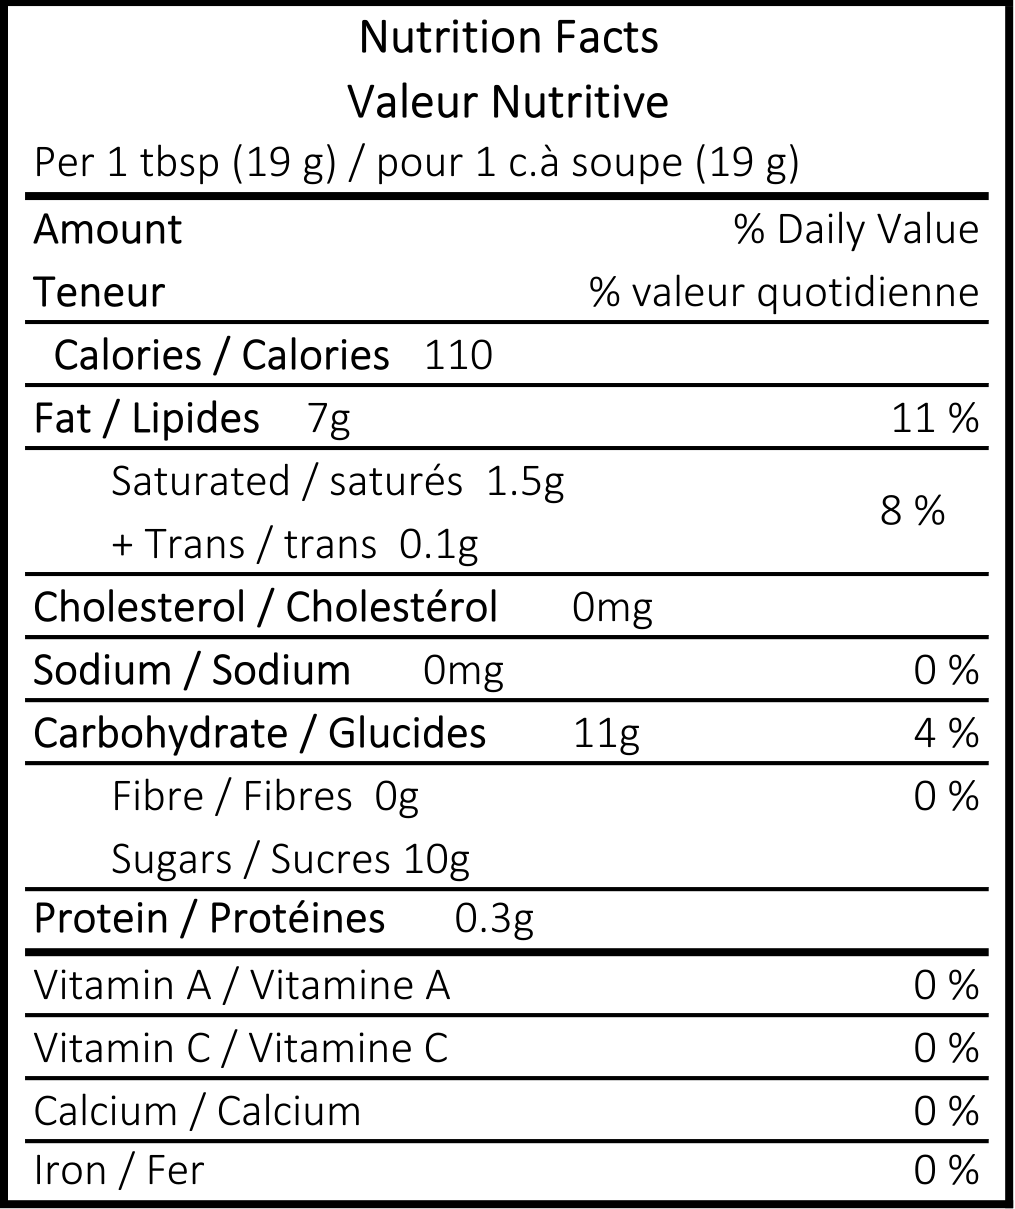 Nutrition Facts
Valeur Nutritive
Per 1 tbsp (19 g) / pour 1 c.à soupe (19 g)
Amount % Daily Value
Teneur % valeur quotidienne
Calories / Calories 110
Fat / Lipides 7g 11 %
Saturated / saturés 1.5g
8 %
+ Trans / trans 0.1g
Cholesterol / Cholestérol 0mg
Sodium / Sodium 0mg 0 %
Carbohydrate / Glucides 11g 4 %
Fibre / Fibres 0g 0 %
Sugars / Sucres 10g
Protein / Protéines 0.3g
Vitamin A / Vitamine A 0 %
Vitamin C / Vitamine C 0 %
Calcium / Calcium 0 %
Iron / Fer 0 %